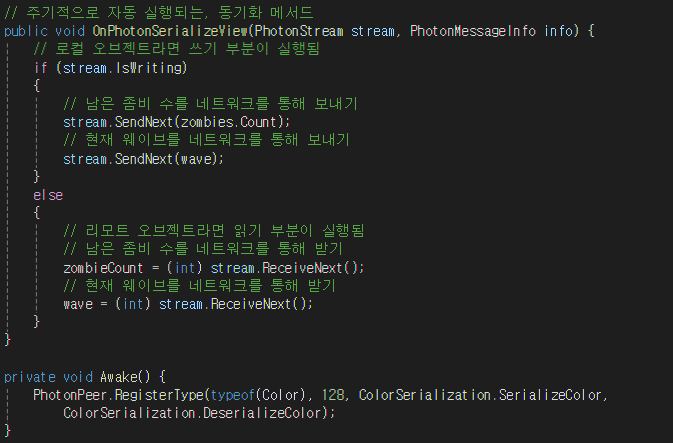 // 주기적으로 자동 실행되는, 동기화 메서드
public void OnPhotonSerializeView(PhotonStream stream, PhotonMessageInfo info) {
// 로컬 오브젝트라면 쓰기 부분이 실행됨
if (stream.IsWriting)
{
// 남은 좀비 수를 네트워크를 통해 보내기
stream.SendNext(zombies.Count);
// 현재 웨이브를 네트워크를 통해 보내기
stream.SendNext(wave);
}
else
{
// 리모트 오브젝트라면 읽기 부분이 실행됨
// 남은 좀비 수를 네트워크를 통해 받기
zombieCount = (int) stream.ReceiveNext();
// 현재 웨이브를 네트워크를 통해 받기
wave = (int) stream.ReceiveNext();
}
}
private void Awake() {
PhotonPeer.RegisterType(typeof(Color), 128, ColorSerialization.SerializeColor,
ColorSerialization.DeserializeColor);
}